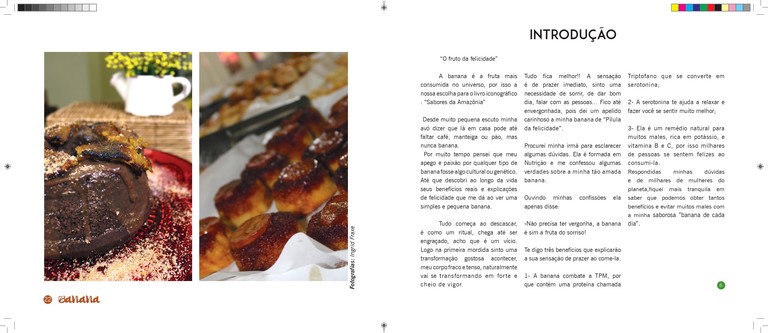 Fotografias: Ingrid Fraxe
Banana
INTRODUÇÃO
“O fruto da felicidade”
A banana é a fruta mais
consumida no universo, por isso a
nossa escolha para o livro iconográfico
: “Sabores da Amazônia”
Desde muito pequena escuto minha
avó dizer que lá em casa pode até
faltar café, manteiga ou pão, mas
nunca banana.
Por muito tempo pensei que meu
apego e paixão por qualquer tipo de
banana fosse algo cultural ou genético.
Até que descobri ao longo da vida
seus benefícios reais e explicações
de felicidade que me dá ao ver uma
simples e pequena banana.
Tudo começa ao descascar,
é como um ritual, chega até ser
engraçado, acho que é um vício.
Logo na primeira mordida sinto uma
transformação gostosa acontecer,
meu corpo fraco e tenso, naturalmente
vai se transformando em forte e
cheio de vigor.
Tudo fica melhor!! A sensação
é de prazer imediato, sinto uma
necessidade de sorrir, de dar bom
dia, falar com as pessoas... Fico até
envergonhada, pois dei um apelido
carinhoso a minha banana de “Pílula
da felicidade”.
Procurei minha irmã para esclarecer
algumas dúvidas. Ela é formada em
Nutrição e me confessou algumas
verdades sobre a minha tão amada
banana.
Ouvindo minhas confissões ela
apenas disse:
-Não precisa ter vergonha, a banana
é sim a fruta do sorriso!
Te digo três benefícios que explicarão
a sua sensação de prazer ao come-la.
1- A banana combate a TPM, por
que contém uma proteína chamada
Triptofano que se converte em
serotonina;
2- A serotonina te ajuda a relaxar e
fazer você se sentir muito melhor;
3- Ela é um remédio natural para
muitos males, rica em potássio, e
vitamina B e C, por isso milhares
de pessoas se sentem felizes ao
consumi-la.
Respondidas minhas dúvidas
e de milhares de mulheres do
planeta,fiquei mais tranquila em
saber que podemos obter tantos
benefícios e evitar muitos males com
a minha saborosa “banana de cada
dia”.